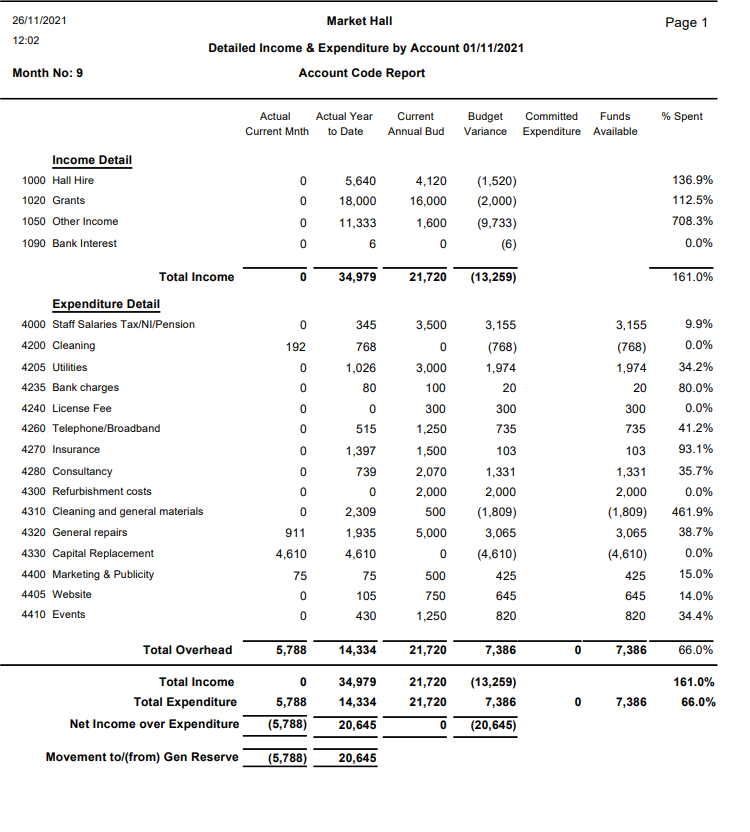 26/11/2021 Market Hall Page 1
12:02
Detailed Income & Expenditure by Account 01/11/2021
Month No: 9 Account Code Report
Actual Actual Year Current Budget Committed Funds % Spent
Current Mnth to Date Annual Bud Variance Expenditure Available
Income Detail
1000 Hall Hire 0 5,640 4,120 (1,520) 136.9%
1020 Grants 0 18,000 16,000 (2,000) 112.5%
1050 Other Income 0 11,333 1,600 (9,733) 708.3%
1090 Bank Interest 0 6 0 (6) 0.0%
Total Income 0 34,979 21,720 (13,259) 161.0%
Expenditure Detail
4000 Staff Salaries Tax/NI/Pension 0 345 3,500 3,155 3,155 9.9%
4200 Cleaning 192 768 0 (768) (768) 0.0%
4205 Utilities 0 1,026 3,000 1,974 1,974 34.2%
4235 Bank charges 0 80 100 20 20 80.0%
4240 License Fee 0 0 300 300 300 0.0%
4260 Telephone/Broadband 0 515 1,250 735 735 41.2%
4270 Insurance 0 1,397 1,500 103 103 93.1%
4280 Consultancy 0 739 2,070 1,331 1,331 35.7%
4300 Refurbishment costs 0 0 2,000 2,000 2,000 0.0%
4310 Cleaning and general materials 0 2,309 500 (1,809) (1,809) 461.9%
4320 General repairs 911 1,935 5,000 3,065 3,065 38.7%
4330 Capital Replacement 4,610 4,610 0 (4,610) (4,610) 0.0%
4400 Marketing & Publicity 75 75 500 425 425 15.0%
4405 Website 0 105 750 645 645 14.0%
4410 Events 0 430 1,250 820 820 34.4%
Total Overhead 5,788 14,334 21,720 7,386 0 7,386 66.0%
Total Income 0 34,979 21,720 (13,259) 161.0%
Total Expenditure 5,788 14,334 21,720 7,386 0 7,386 66.0%
Net Income over Expenditure (5,788) 20,645 0 (20,645)
Movement to/(from) Gen Reserve (5,788) 20,645